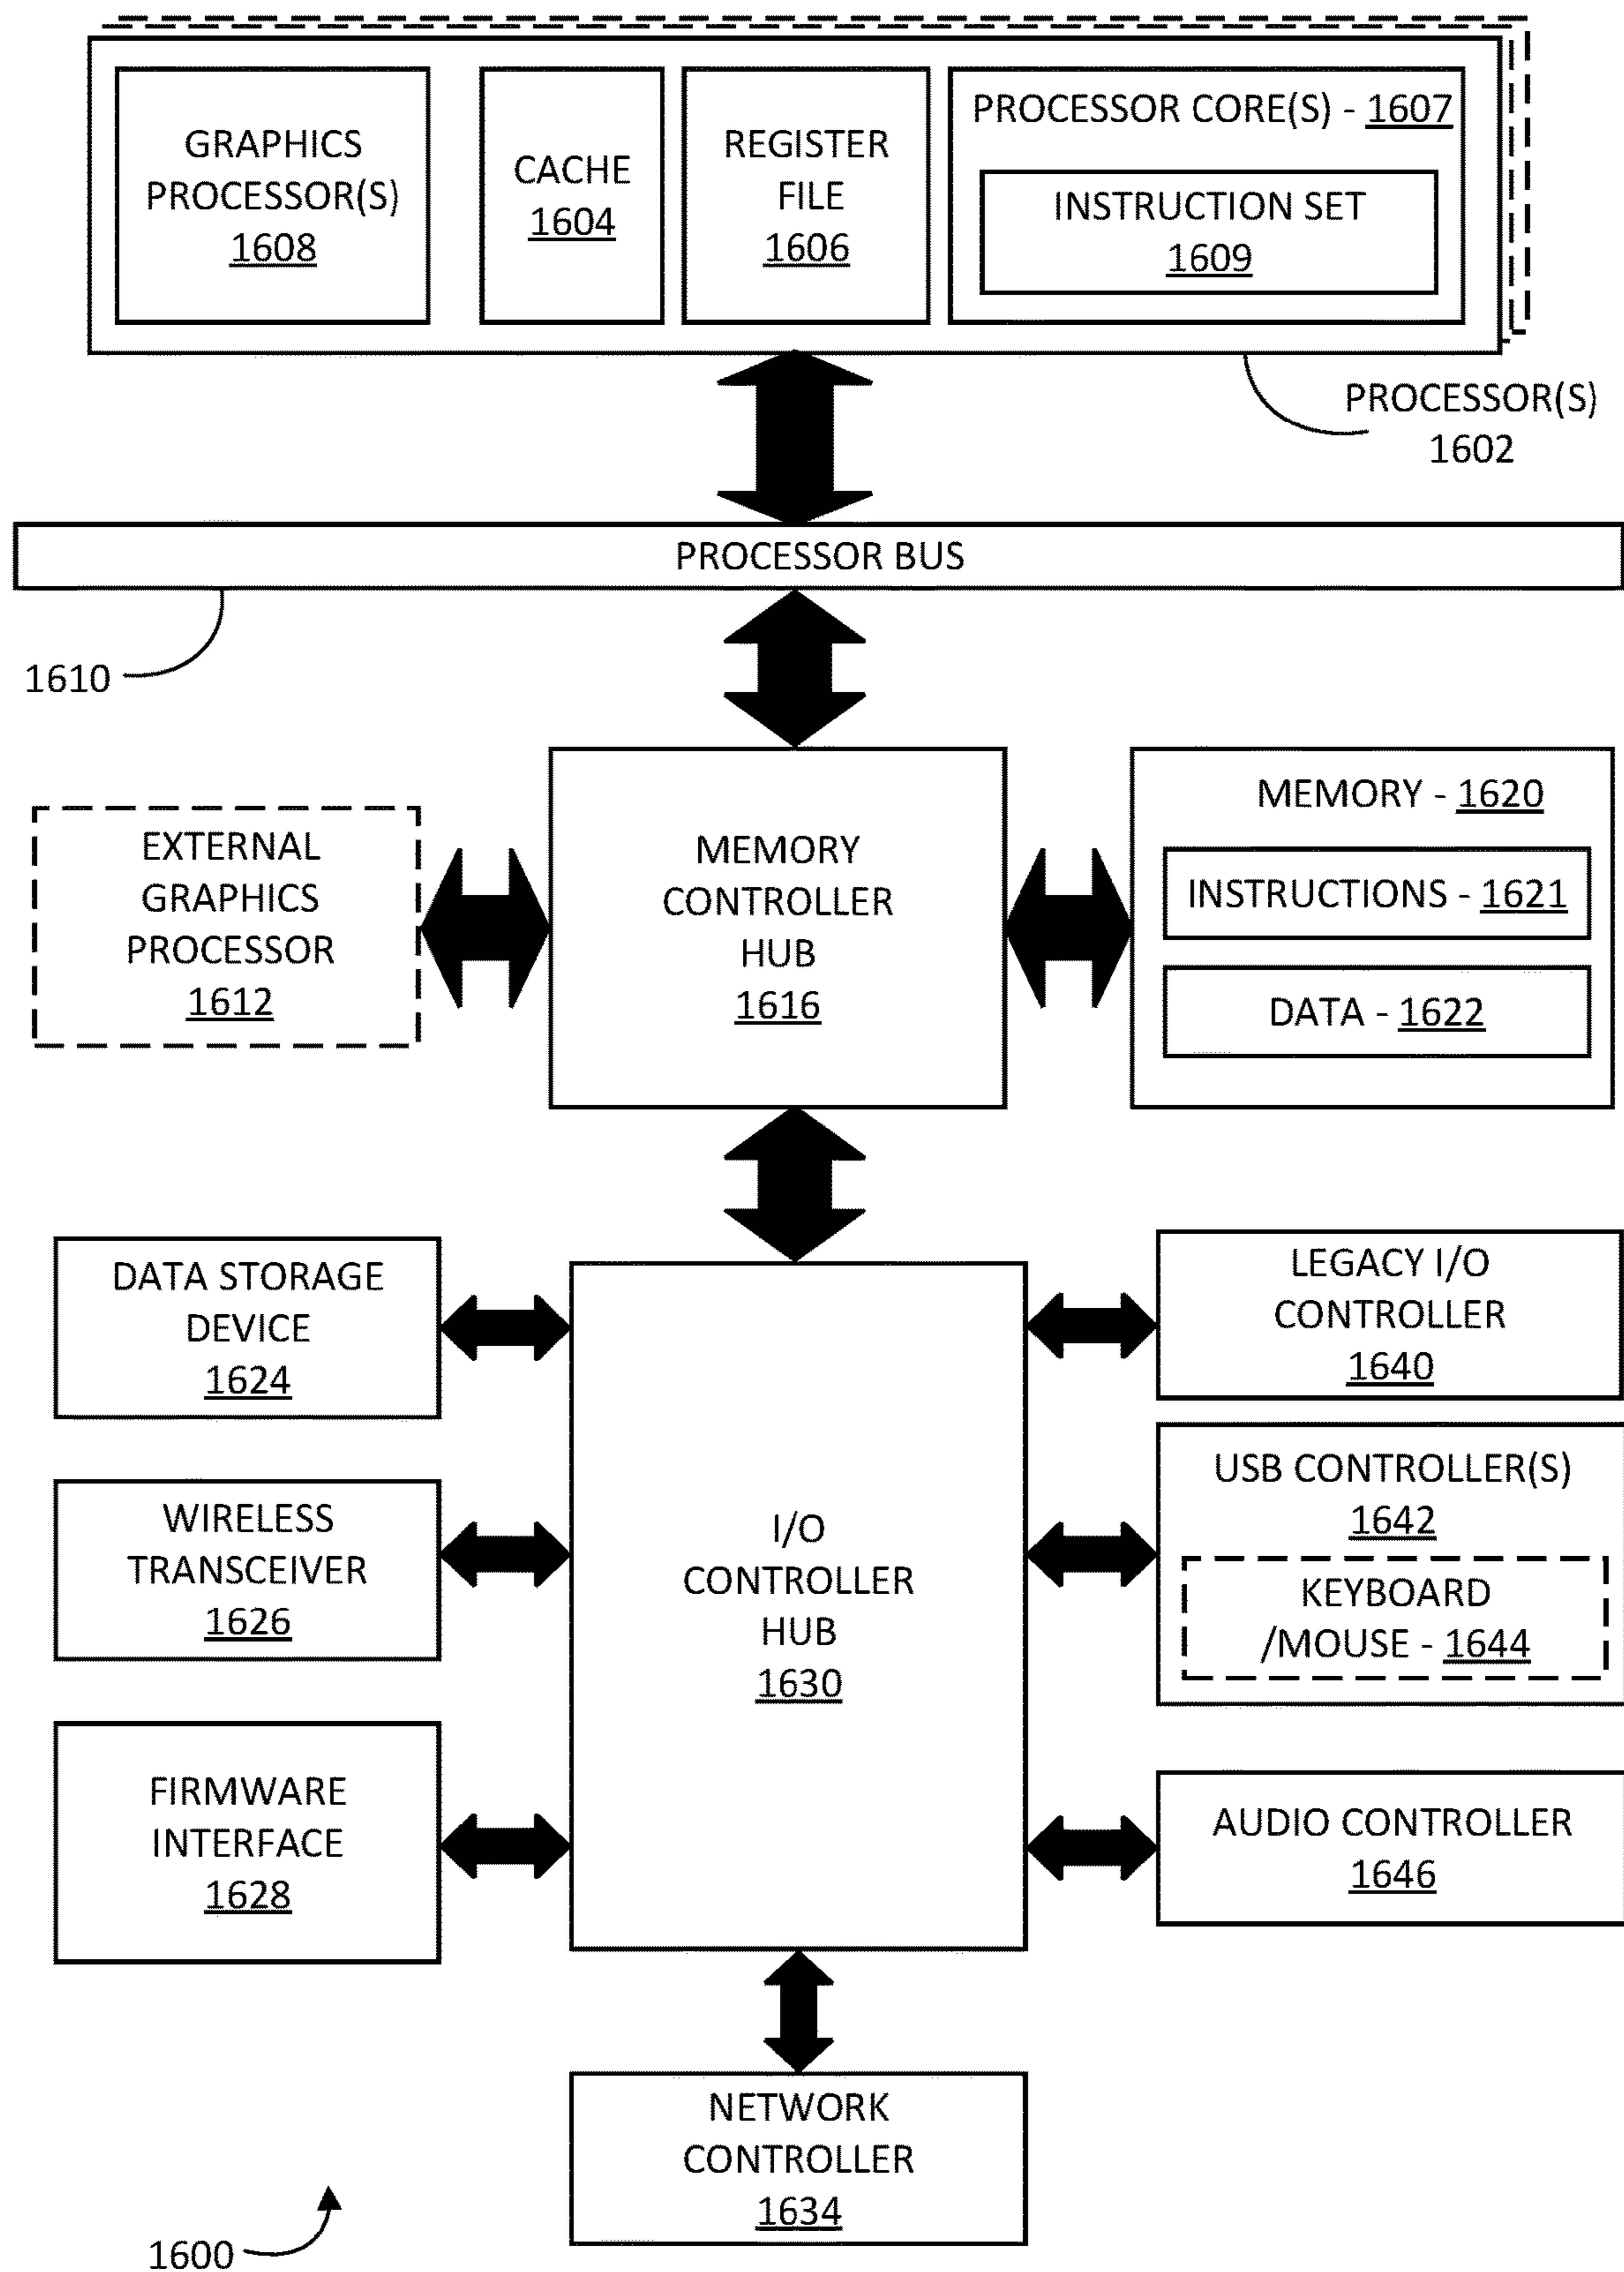 GRAPHICS
PROCESSOR(S)
1608
CACHE
1604
REGISTER
FILE
1606
PROCESSOR CORE(S) - 1607
INSTRUCTION SET
1609
PROCESSOR(S)
1602
PROCESSOR BUS
1610
EXTERNAL
GRAPHICS
PROCESSOR
1612
MEMORY
CONTROLLER
HUB
1616
MEMORY - 1620
INSTRUCTIONS - 1621
DATA - 1622
DATA STORAGE
DEVICE
1624
WIRELESS
TRANSCEIVER
1626
FIRMWARE
INTERFACE
1628
I/O
CONTROLLER
HUB
1630
LEGACY I/O
CONTROLLER
1640
USB CONTROLLER(S)
1642
KEYBOARD
/MOUSE - 1644
AUDIO CONTROLLER
1646
NETWORK
CONTROLLER
1634
1600